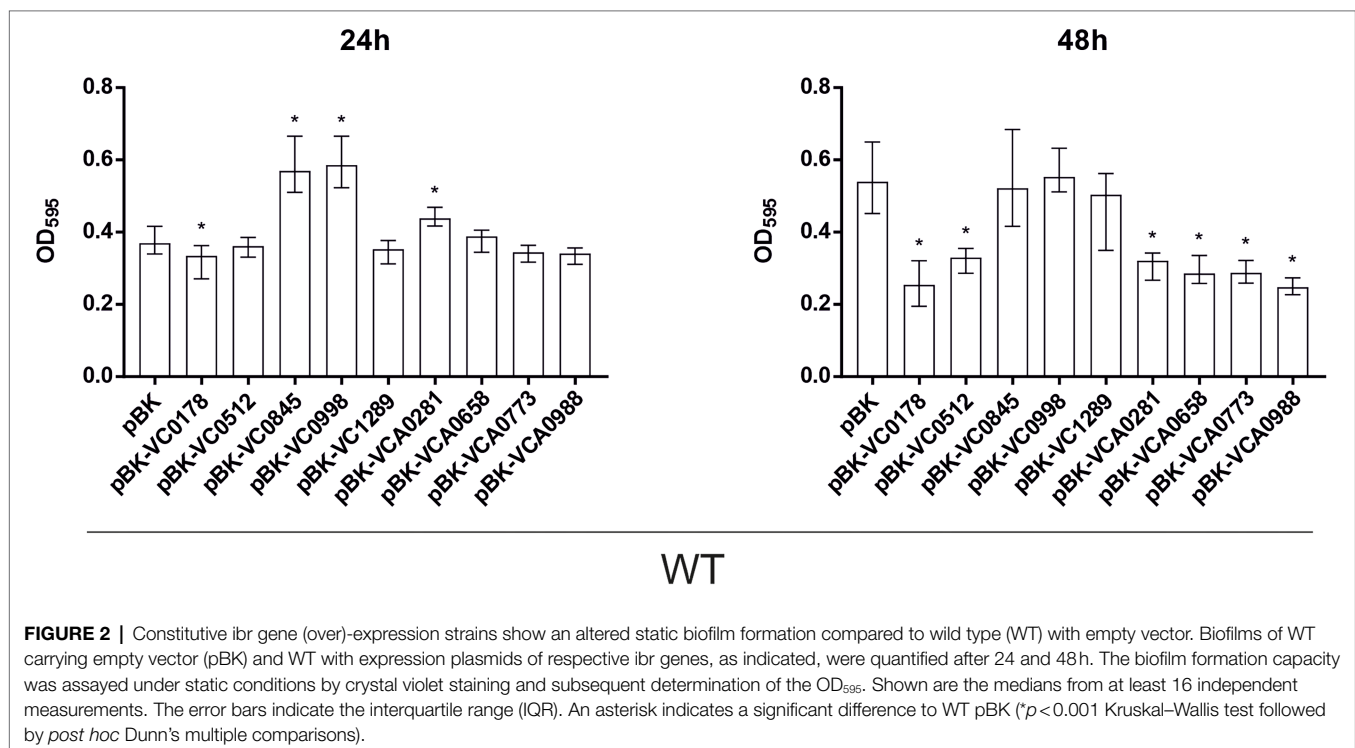 24h
0.8
0.6
0.4
0.2
0.0
OD595
*
*
*
*
pBK
pBK-VC0178
pBK-VC0512
pBK-VC0845
pBK-VC0998
pBK-VC1289
pBK-VCA0281
pBK-VCA0658
pBK-VCA0773
pBK-VCA0988
48h
0.8
0.6
0.4
0.2
0.0
OD595
*
*
*
*
*
*
pBK
pBK-VC0178
pBK-VC0512
pBK-VC0845
pBK-VC0998
pBK-VC1289
pBK-VCA0281
pBK-VCA0658
pBK-VCA0773
pBK-VCA0988
WT
FIGURE 2 | Constitutive ibr gene (over)-expression strains show an altered static biofilm formation compared to wild type (WT) with empty vector. Biofilms of WT
carrying empty vector (pBK) and WT with expression plasmids of respective ibr genes, as indicated, were quantified after 24 and 48h. The biofilm formation capacity
was assayed under static conditions by crystal violet staining and subsequent determination of the OD595. Shown are the medians from at least 16 independent
measurements. The error bars indicate the interquartile range (IQR). An asterisk indicates a significant difference to WT pBK (*p<0.001 Kruskal–Wallis test followed
by post hoc Dunn's multiple comparisons).